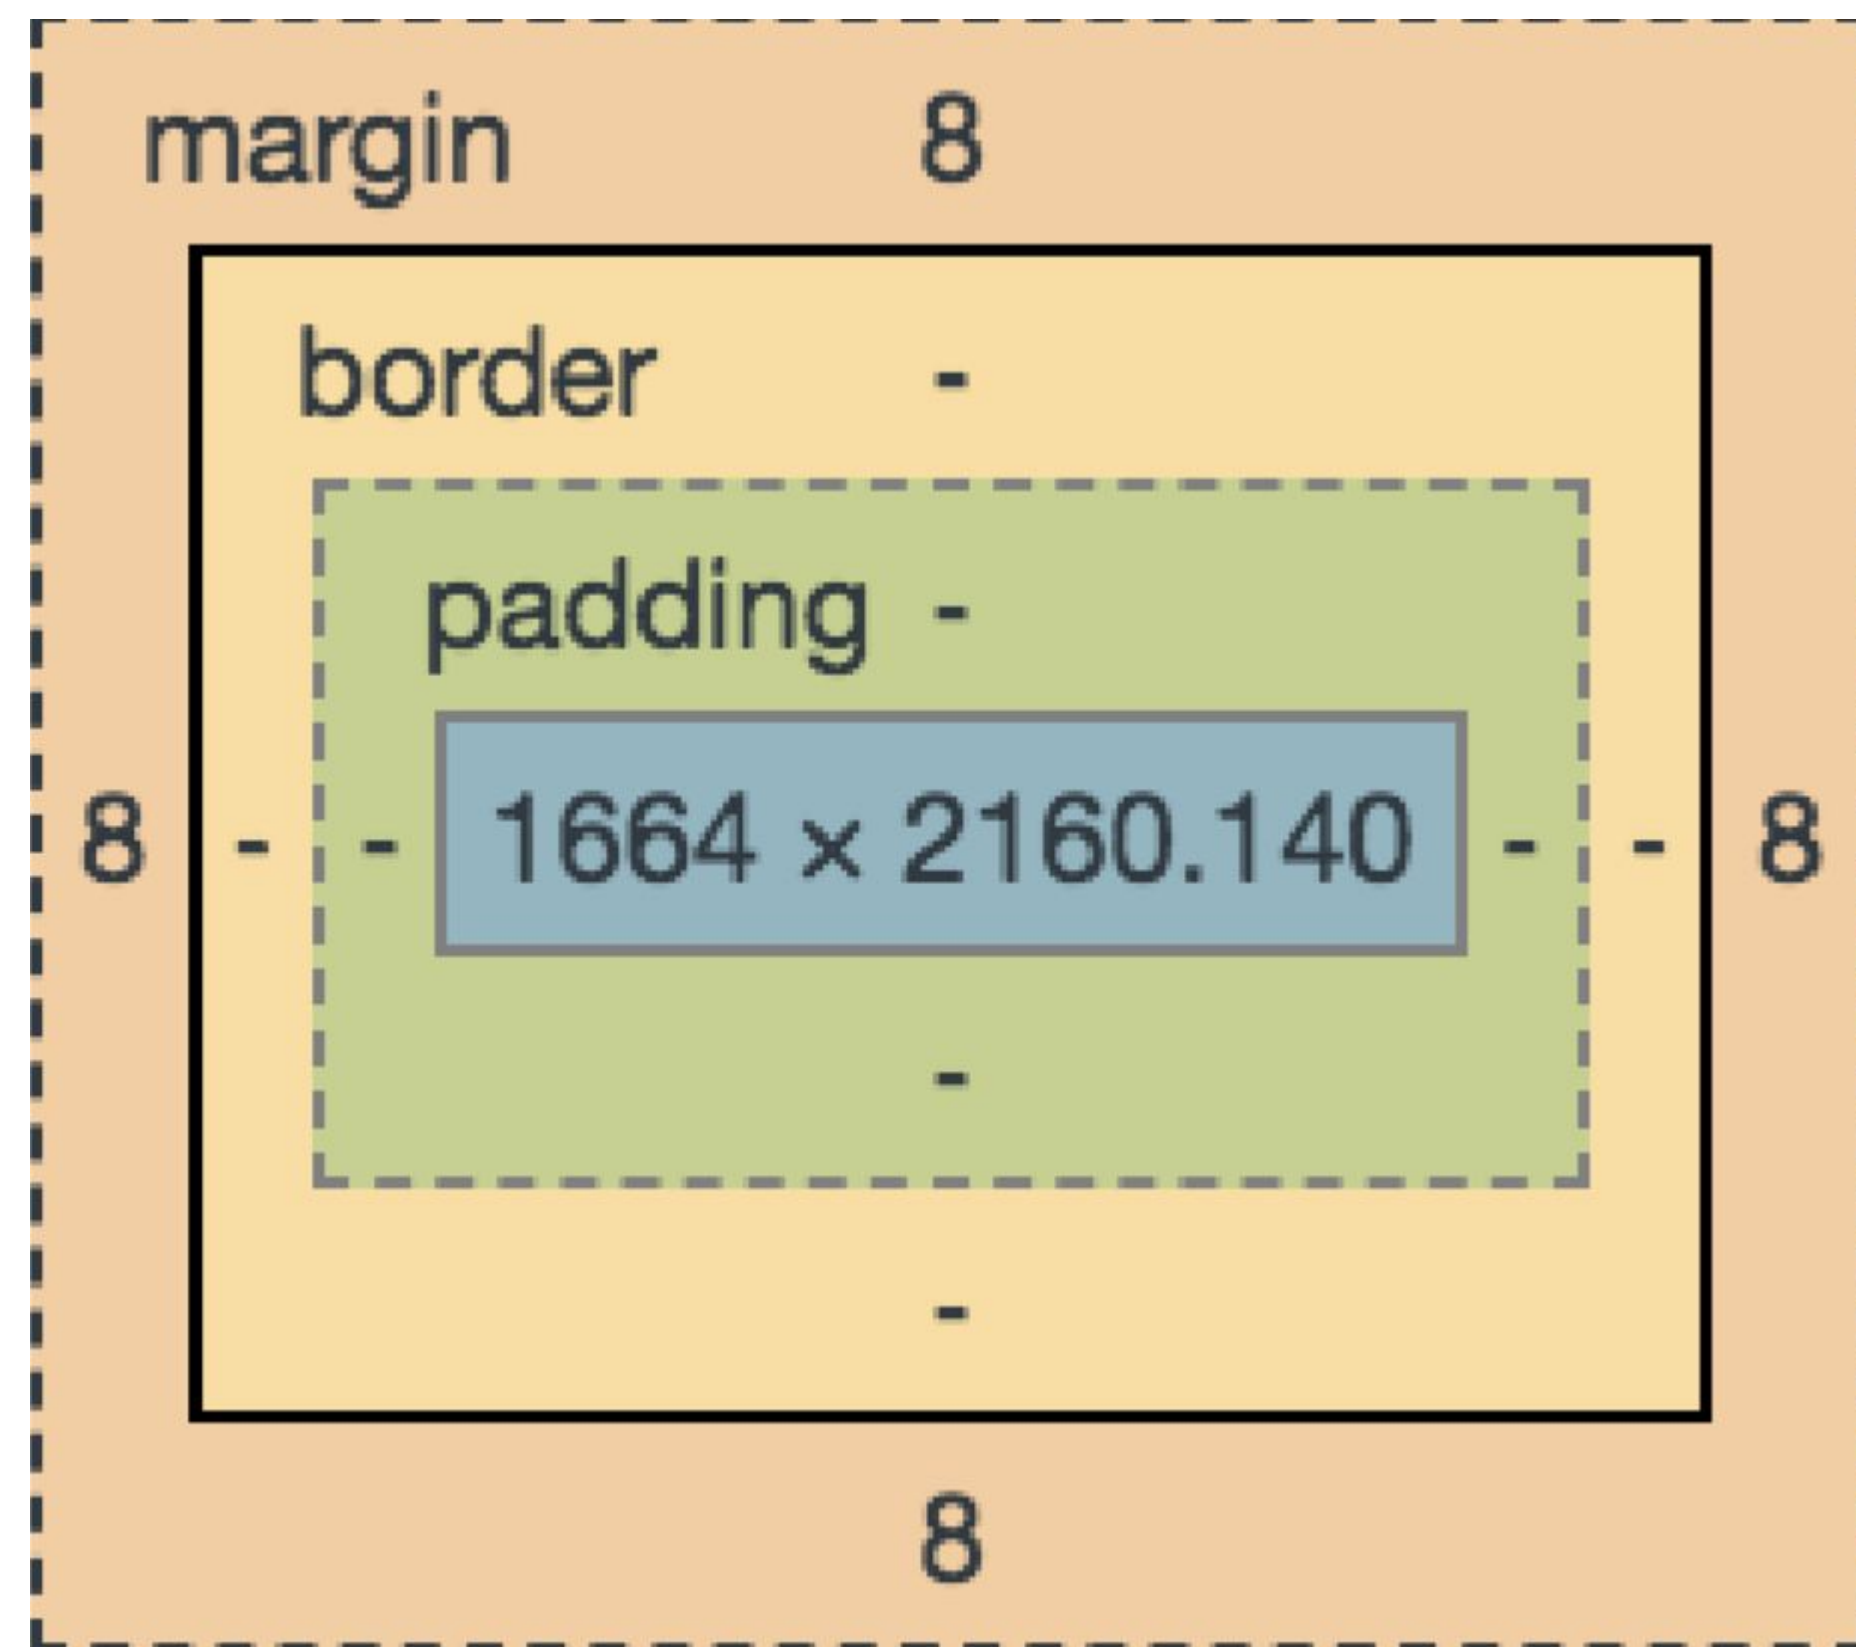 margin 8
border -
padding -
8 - - 1664 × 2160.140 - - 8
-
-
8